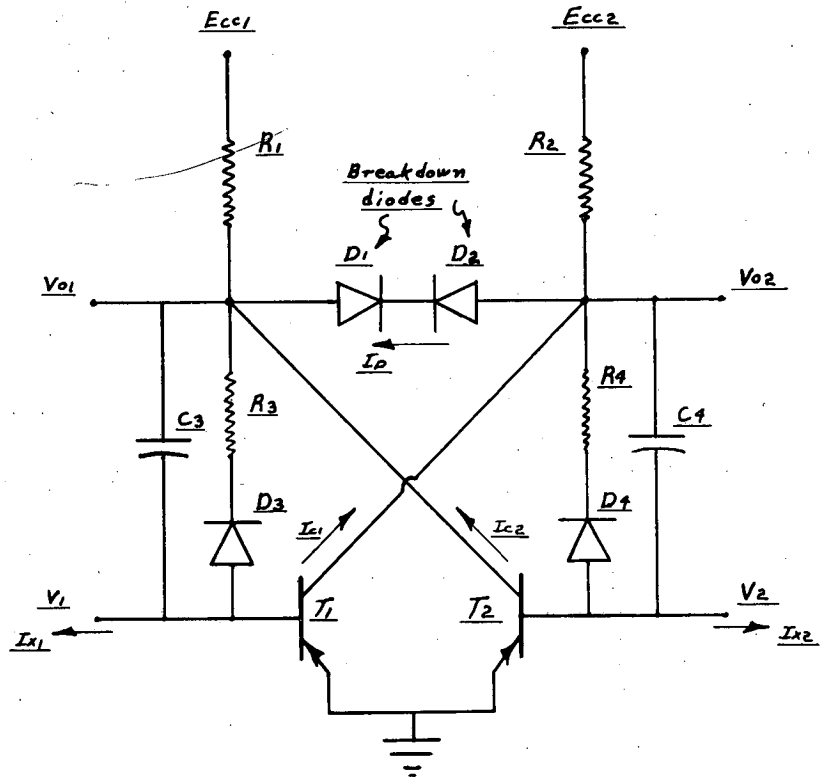 Ecc1
Ecc2
R1
R2
Breakdown
diodes
D1
D2
Vo1
Vo2
ID
R3
R4
C3
C4
D3
D4
Ic1
Ic2
V1
V2
T1
T2
Ix1
Ix2